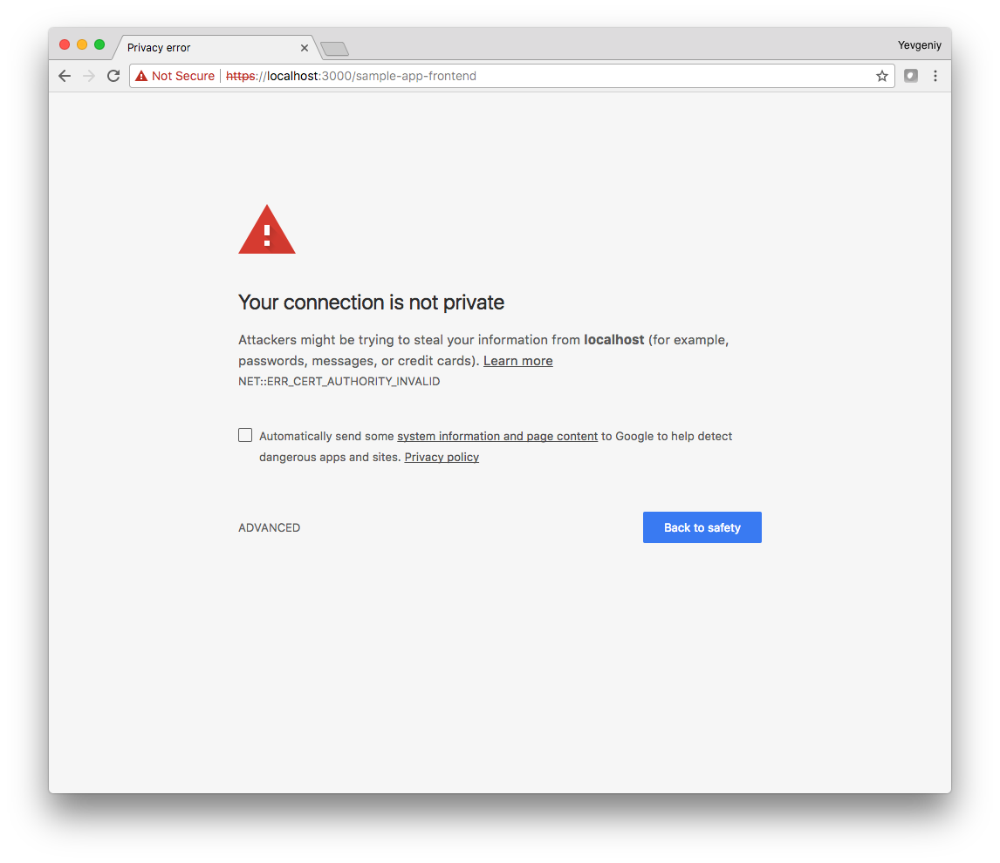 Privacy error
Yevgeniy
Not Secure https://localhost:3000/sample-app-frontend
Your connection is not private
Attackers might be trying to steal your information from localhost (for example,
passwords, messages, or credit cards). Learn more
NET::ERR_CERT_AUTHORITY_INVALID
Automatically send some system information and page content to Google to help detect
dangerous apps and sites. Privacy policy
ADVANCED
Back to safety